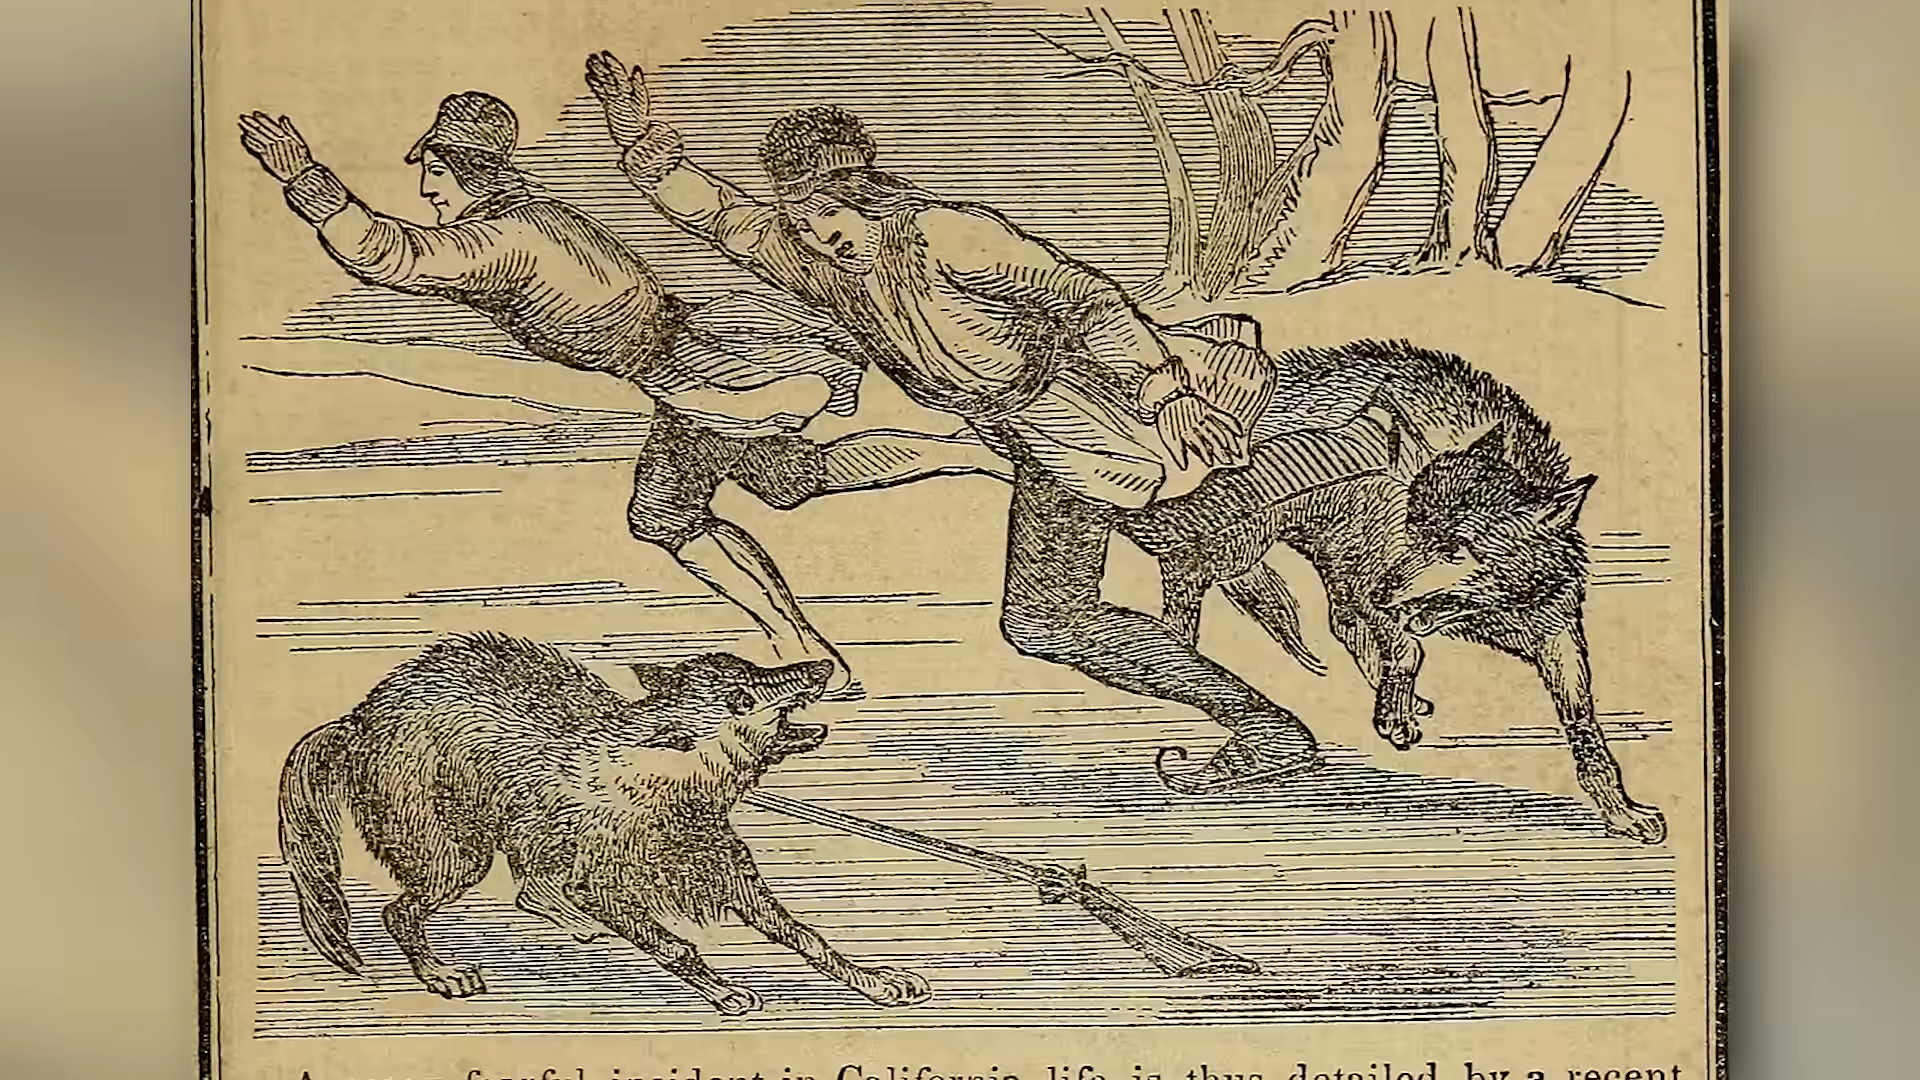 A fearful incident in California life is thus detailed by a recent